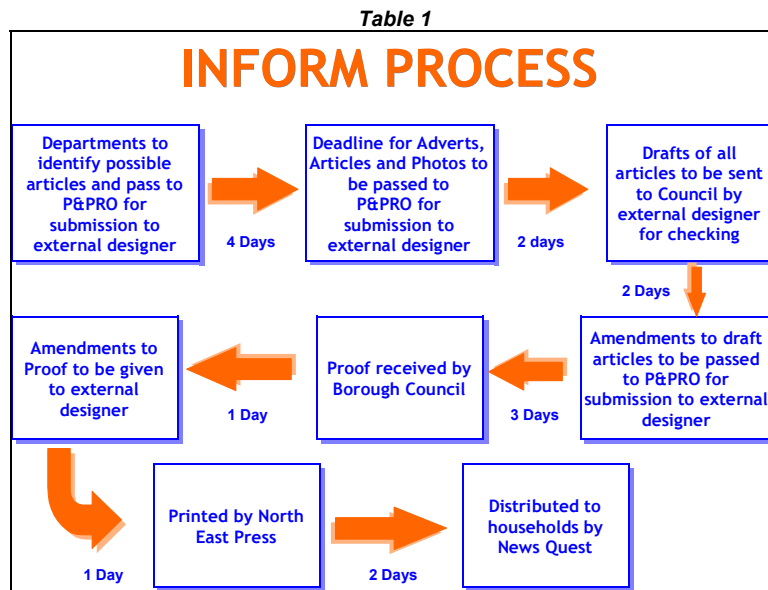 Table 1
INFORM PROCESS
Departments to
identify possible
articles and pass to
P&PRO for
submission to
external designer
4 Days
Deadline for Adverts,
Articles and Photos to
be passed to
P&PRO for
submission to
external designer
2 days
Drafts of all
articles to be sent
to Council by
external designer
for checking
2 Days
Amendments to draft
articles to be passed
to P&PRO for
submission to external
designer
3 Days
Proof received by
Borough Council
1 Day
Amendments to
Proof to be given
to external
designer
1 Day
Printed by North
East Press
2 Days
Distributed to
households by
News Quest